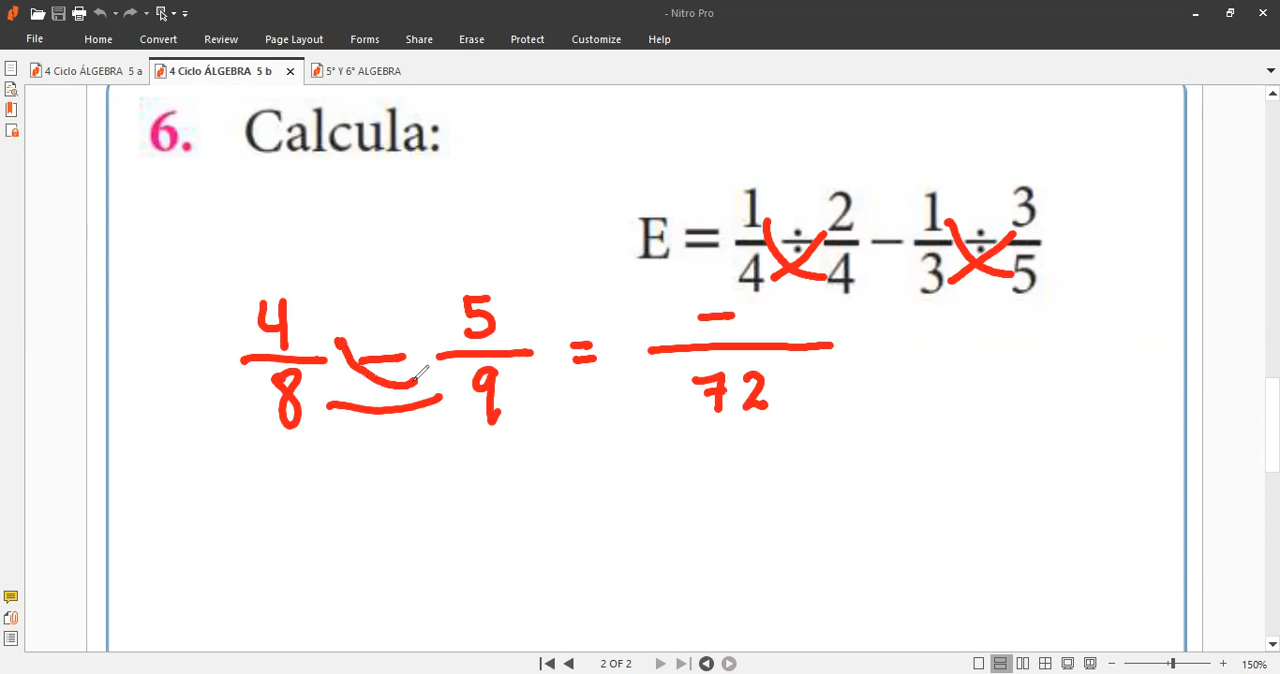 - Nitro Pro
File Home Convert Review Page Layout Forms Share Erase Protect Customize Help
4 Ciclo ÁLGEBRA 5 a
4 Ciclo ÁLGEBRA 5 b
5° Y 6° ALGEBRA
6. Calcula:
E = 1/4 ÷ 2/4 − 1/3 ÷ 3/5
4/8 − 5/9 = −/72
2 OF 2
150%